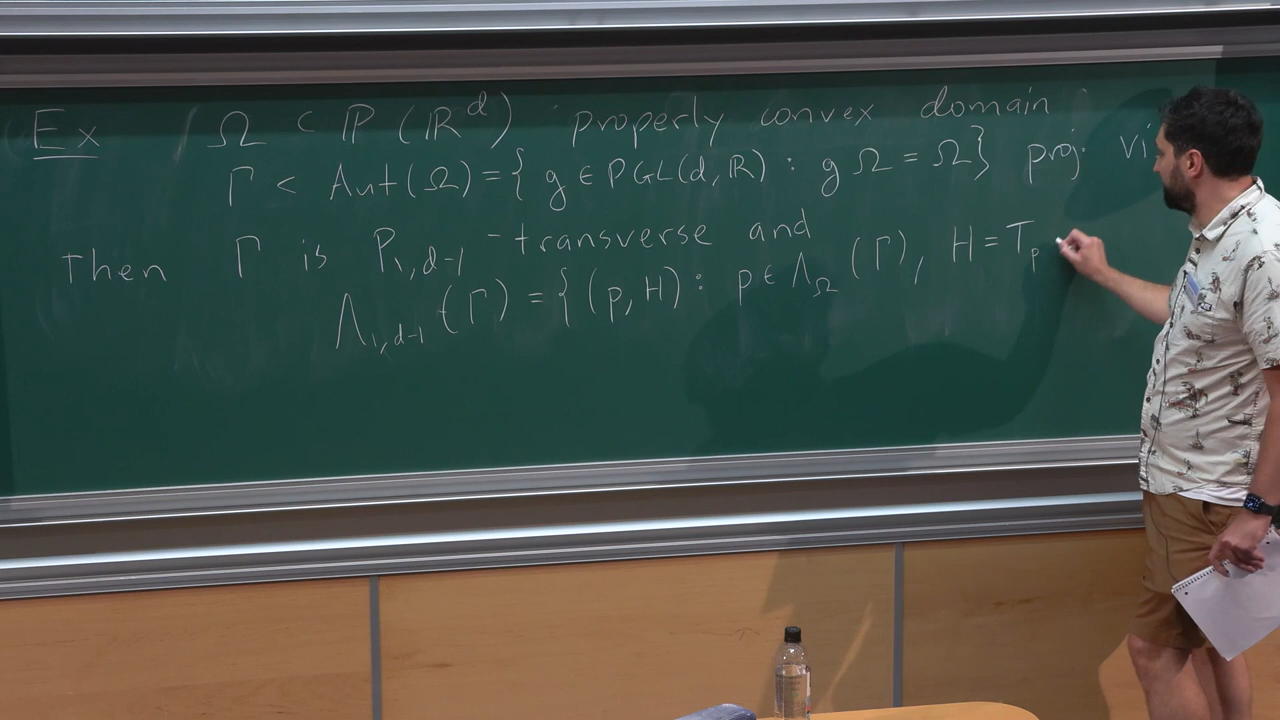 Ex Ω ⊂ ℙ(ℝ^d) properly convex domain
Γ < Aut(Ω) = {g ∈ PGL(d,ℝ) : gΩ = Ω} proj. vi
Then Γ is P_{1,d-1}-transverse and
Λ_{1,d-1}(Γ) = {(p,H) : p ∈ Λ_Ω(Γ), H = T_p